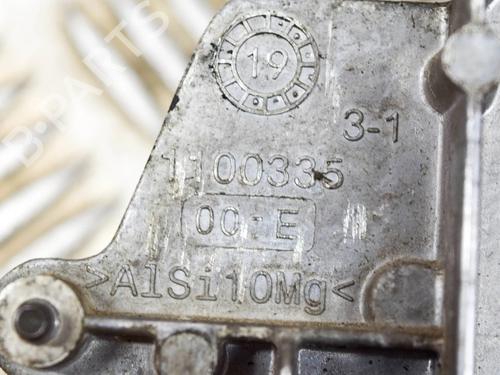 19
3-1
1100335
00-E
>AlSi10Mg<
B-PARTS